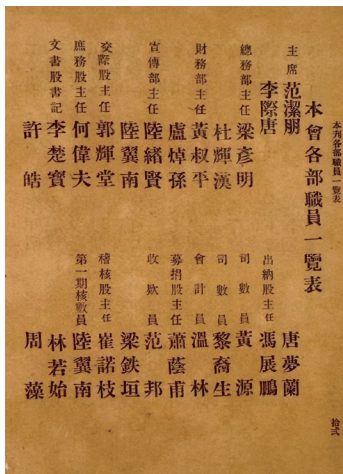 本刊各部職員一覽表
本會各部職員一覽表
主席 范潔朋
李際唐
總務部主任 梁彥明
杜輝漢
財務部主任 黃叔平
盧焯孫
宣傳部主任 陸緒賢
陸翼南
交際股主任 郭輝堂
庶務股主任 何偉夫
文書股書記 李楚寶
許皓
唐夢蘭
出納股主任 馮展鵬
司數員 黃源
司數員 黎裔生
會計員 溫林
募捐股主任 蕭蔭甫
收欵員 范邦
梁鉄垣
稽核股主任 崔諾枝
第一期核數員 陸翼南
林若始
周藻
拾弍